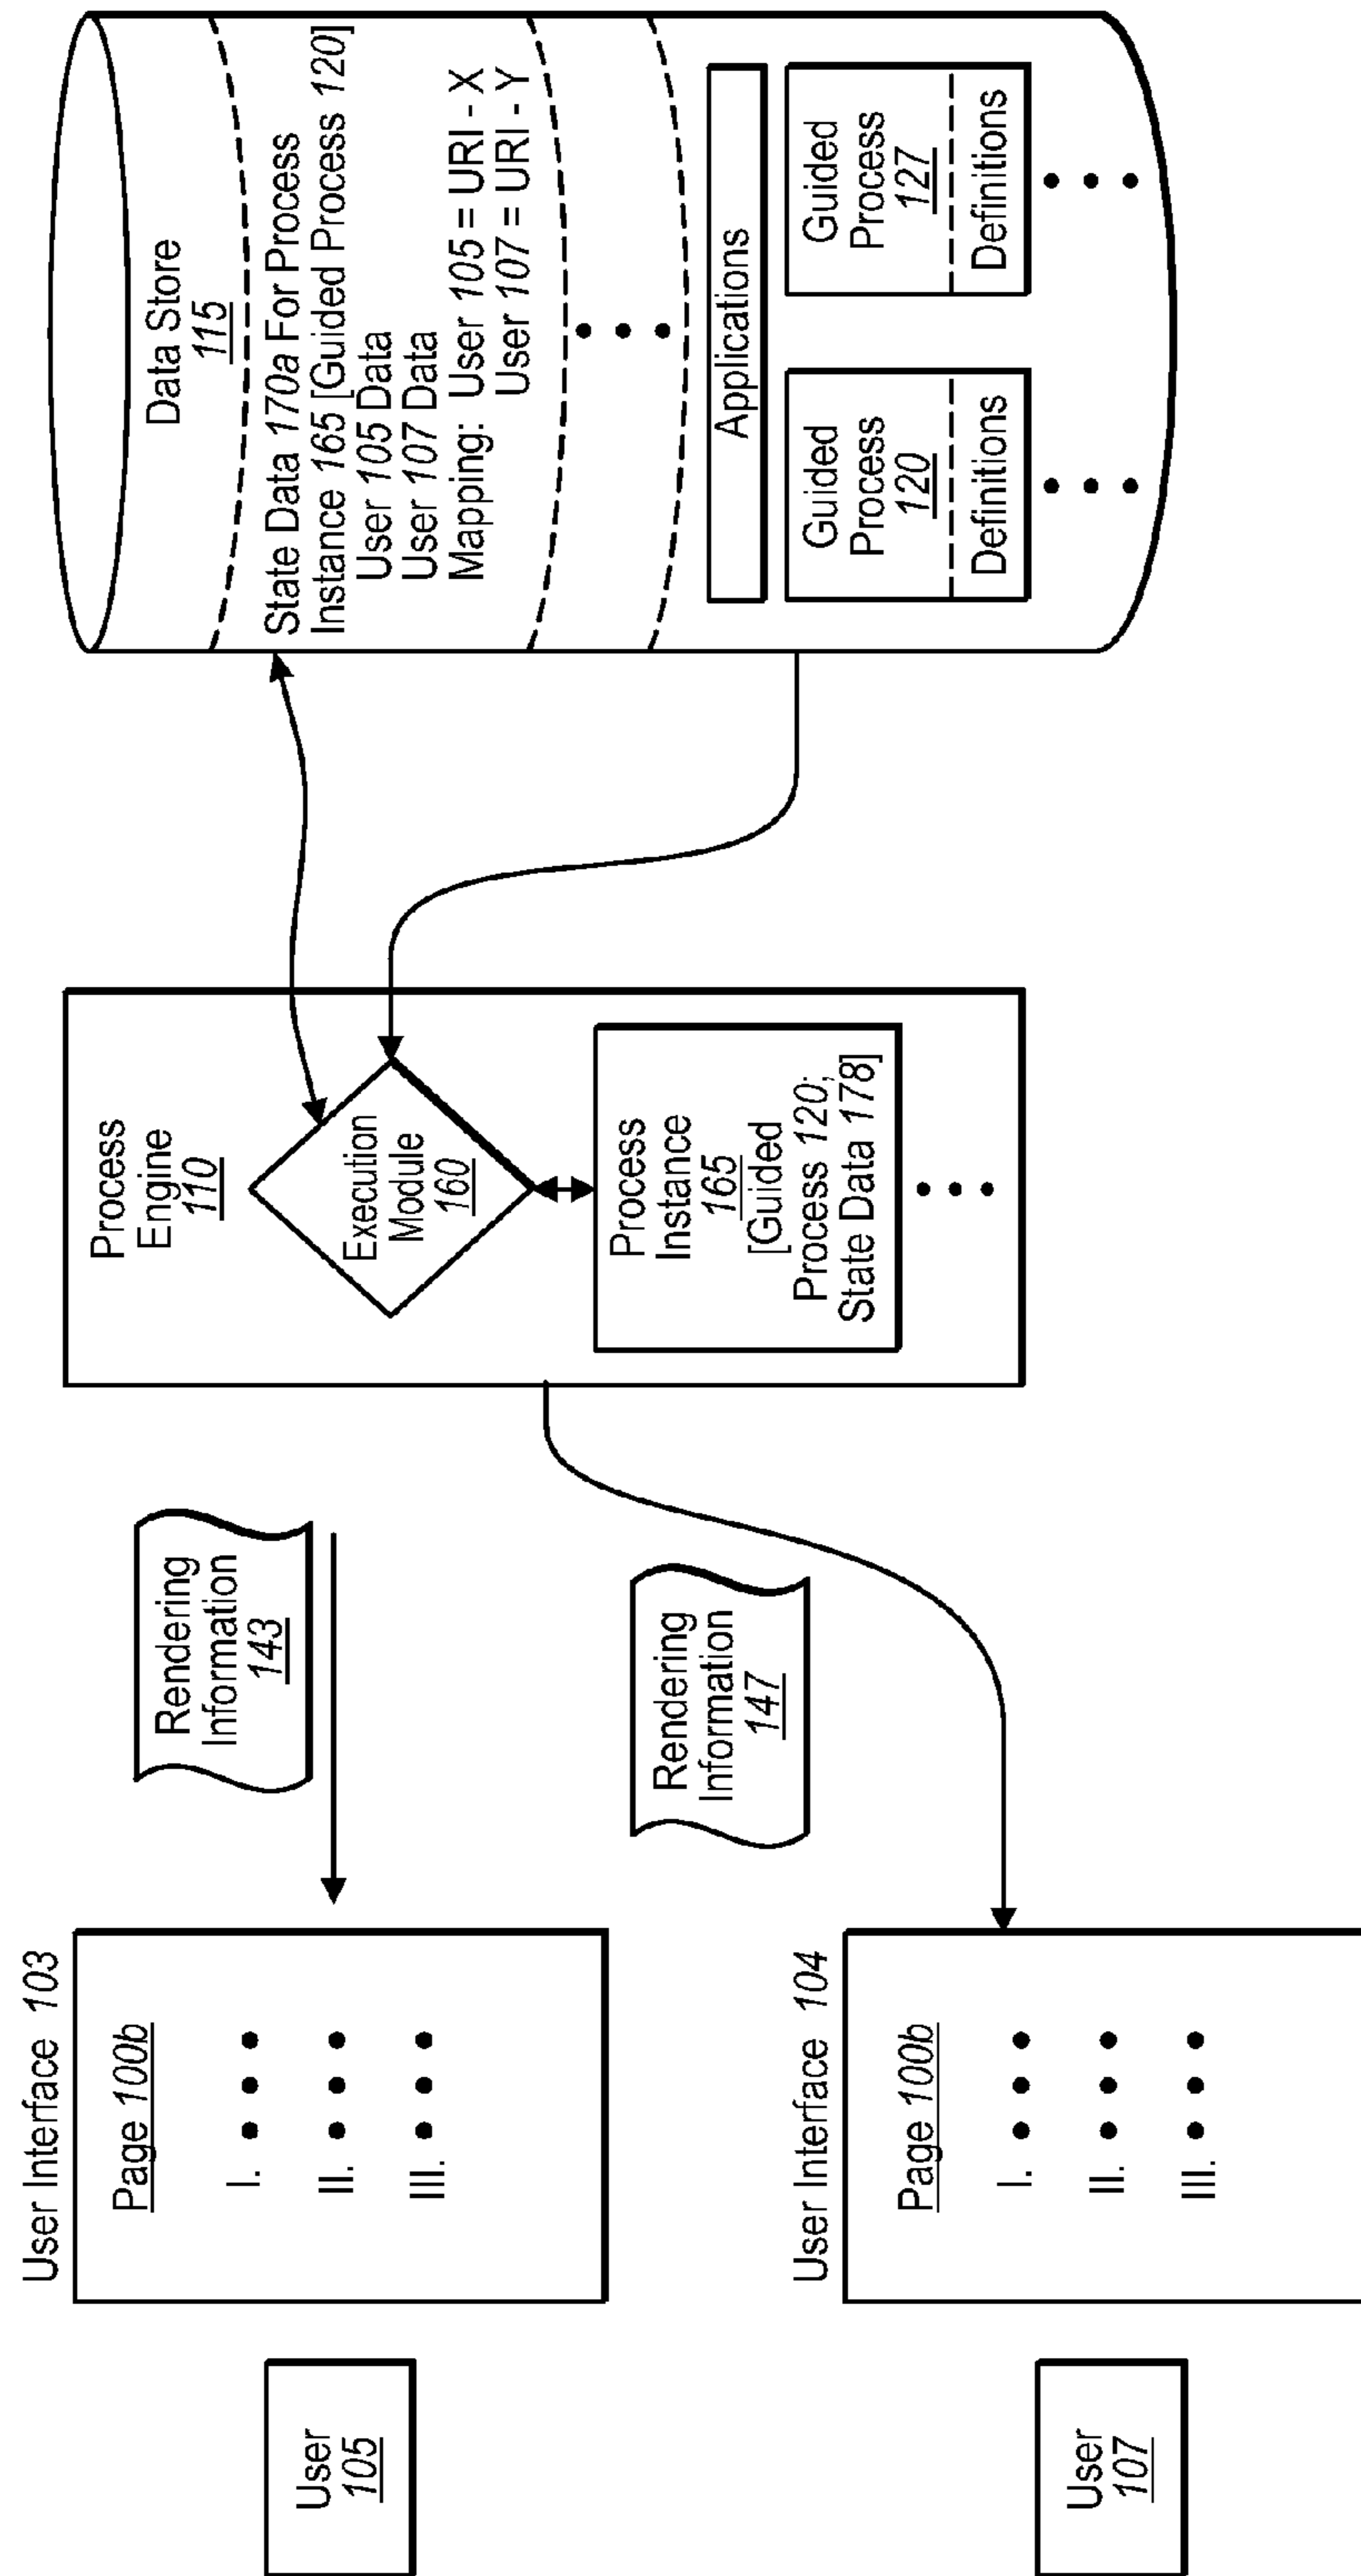 User
105
User Interface 103
Page 100b
I.
II.
III.
User
107
User Interface 104
Page 100b
I.
II.
III.
Rendering
Information
143
Rendering
Information
147
Process
Engine
110
Execution
Module
160
Process
Instance
165
[Guided
Process 120;
State Data 178]
Data Store
115
State Data 170a For Process
Instance 165 [Guided Process 120]
User 105 Data
User 107 Data
Mapping: User 105 = URI - X
User 107 = URI - Y
Applications
Guided
Process
120
Definitions
Guided
Process
127
Definitions